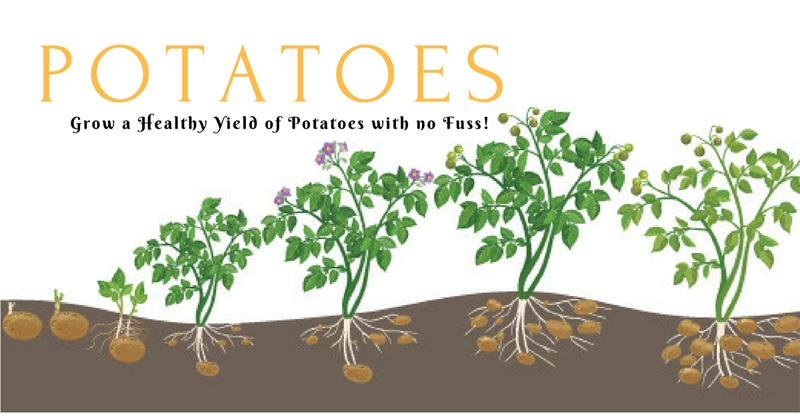 POTATOES
Grow a Healthy Yield of Potatoes with no Fuss!